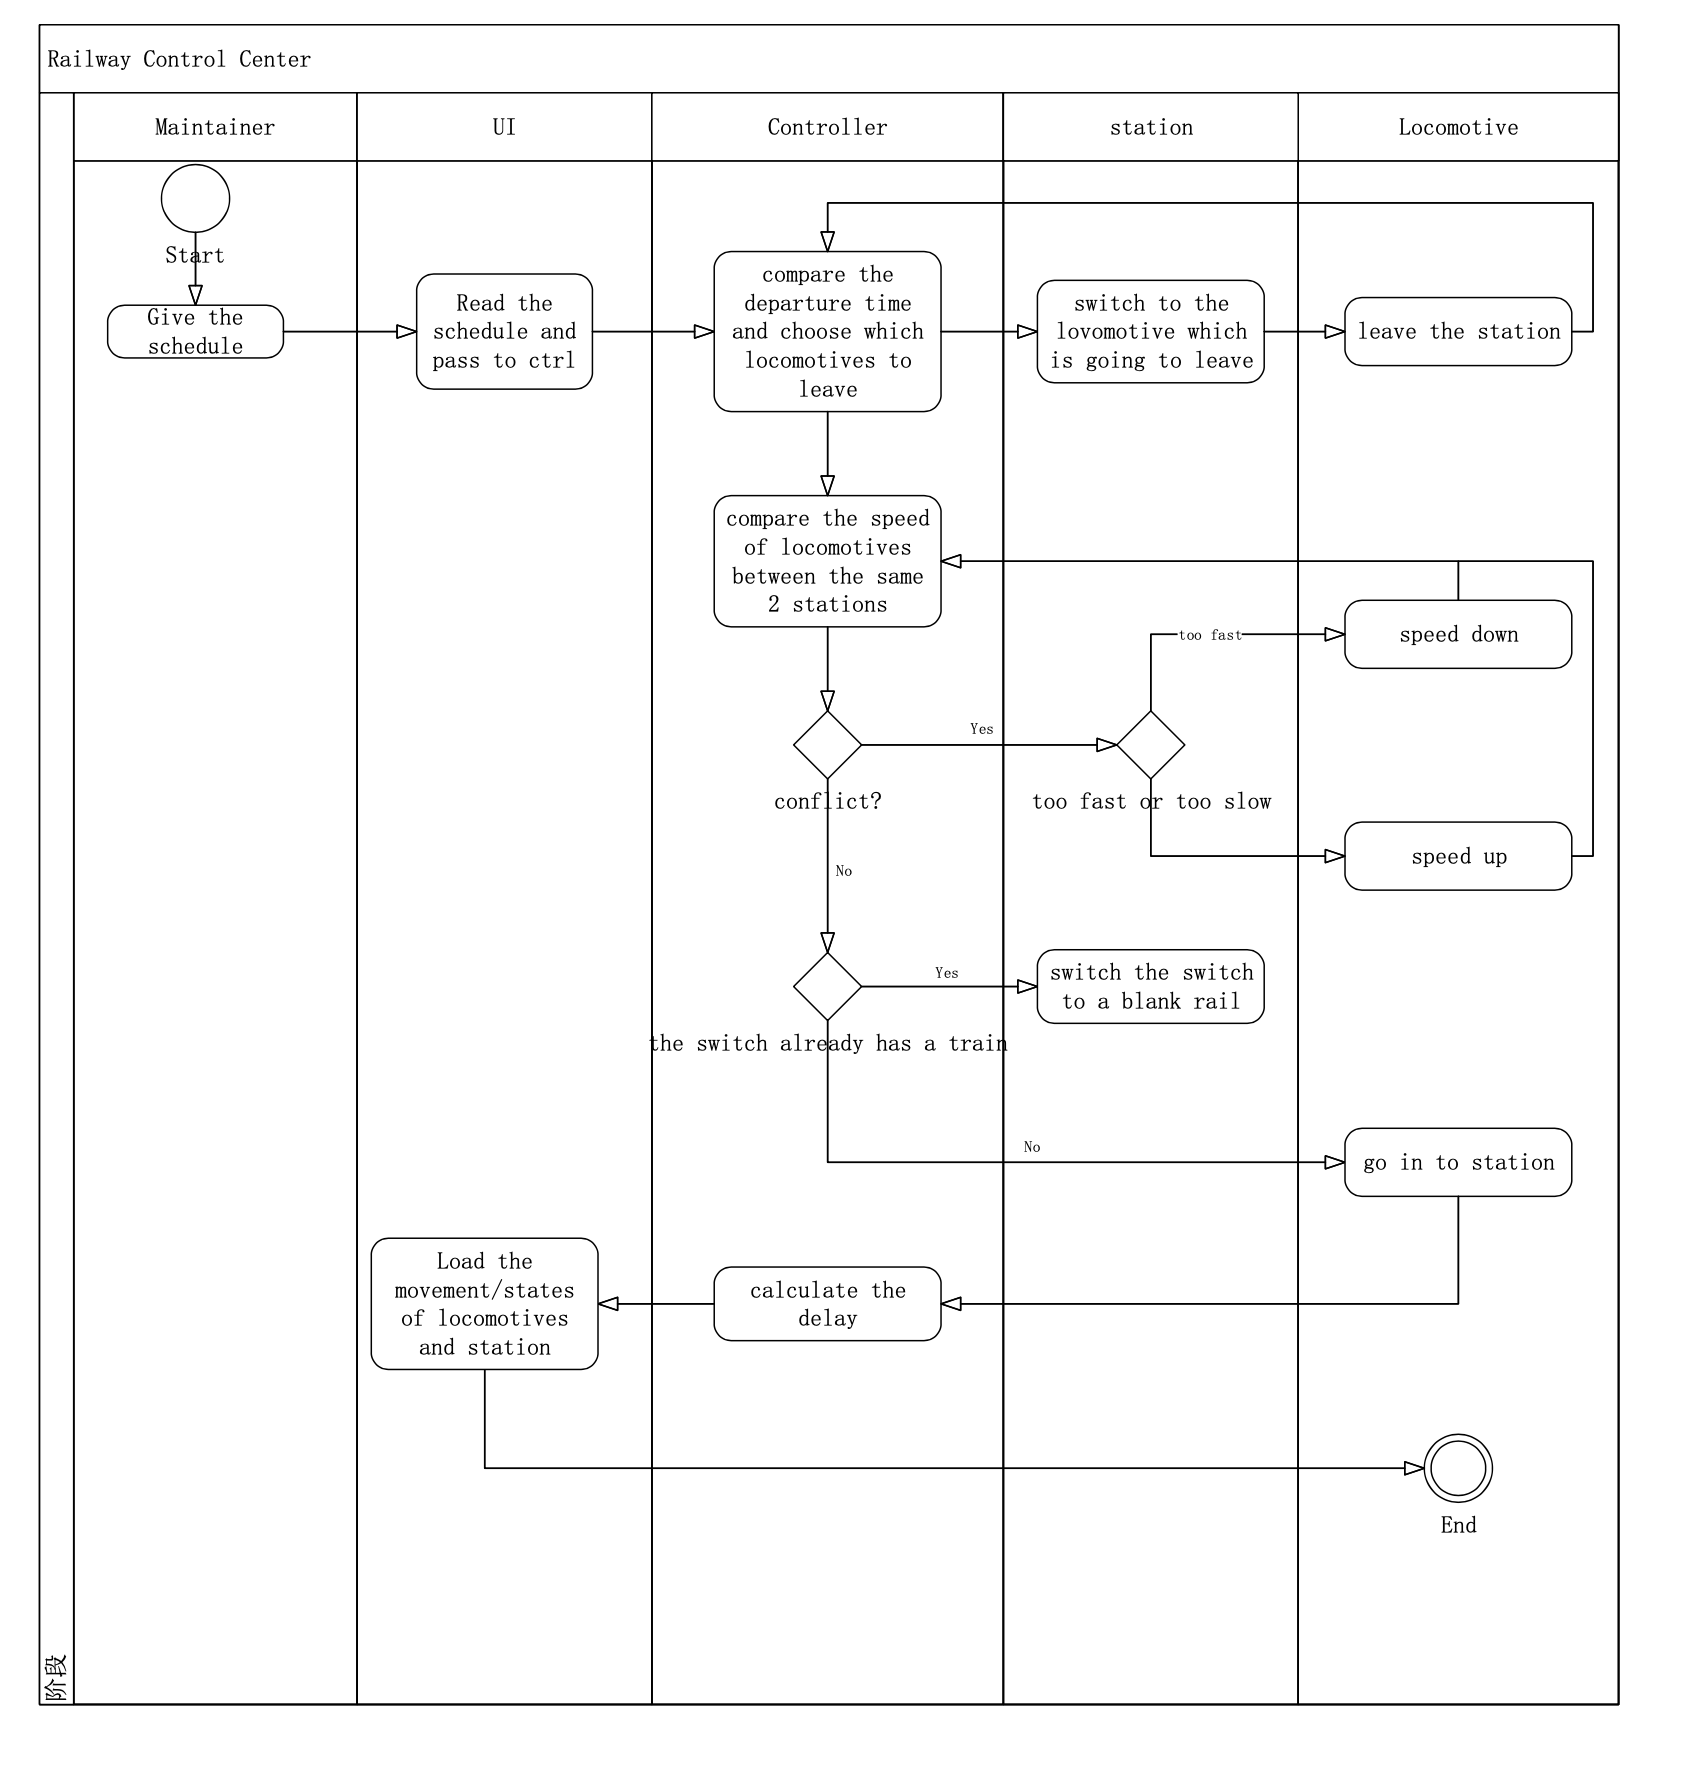 Railway Control Center
Maintainer
UI
Controller
station
Locomotive
Start
Give the
schedule
Read the
schedule and
pass to ctrl
compare the
departure time
and choose which
locomotives to
leave
switch to the
lovomotive which
is going to leave
leave the station
compare the speed
of locomotives
between the same
2 stations
too fast
speed down
Yes
conflict?
too fast or too slow
speed up
No
Yes
switch the switch
to a blank rail
the switch already has a train
No
go in to station
Load the
movement/states
of locomotives
and station
calculate the
delay
End
阶段